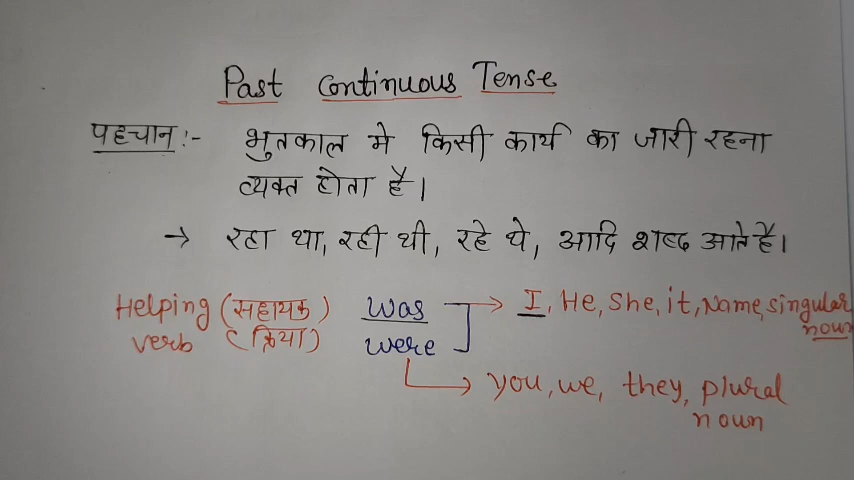 Past Continuous Tense
पहचान :- भुतकाल मे किसी कार्य का जारी रहना
व्यक्त होता है।
→ रहा था, रही थी, रहे थे, आदि शब्द आते है।
Helping (सहायक) was → I, He, She, it, Name, singular
verb (क्रिया) were noun
→ you, we, they, plural
noun